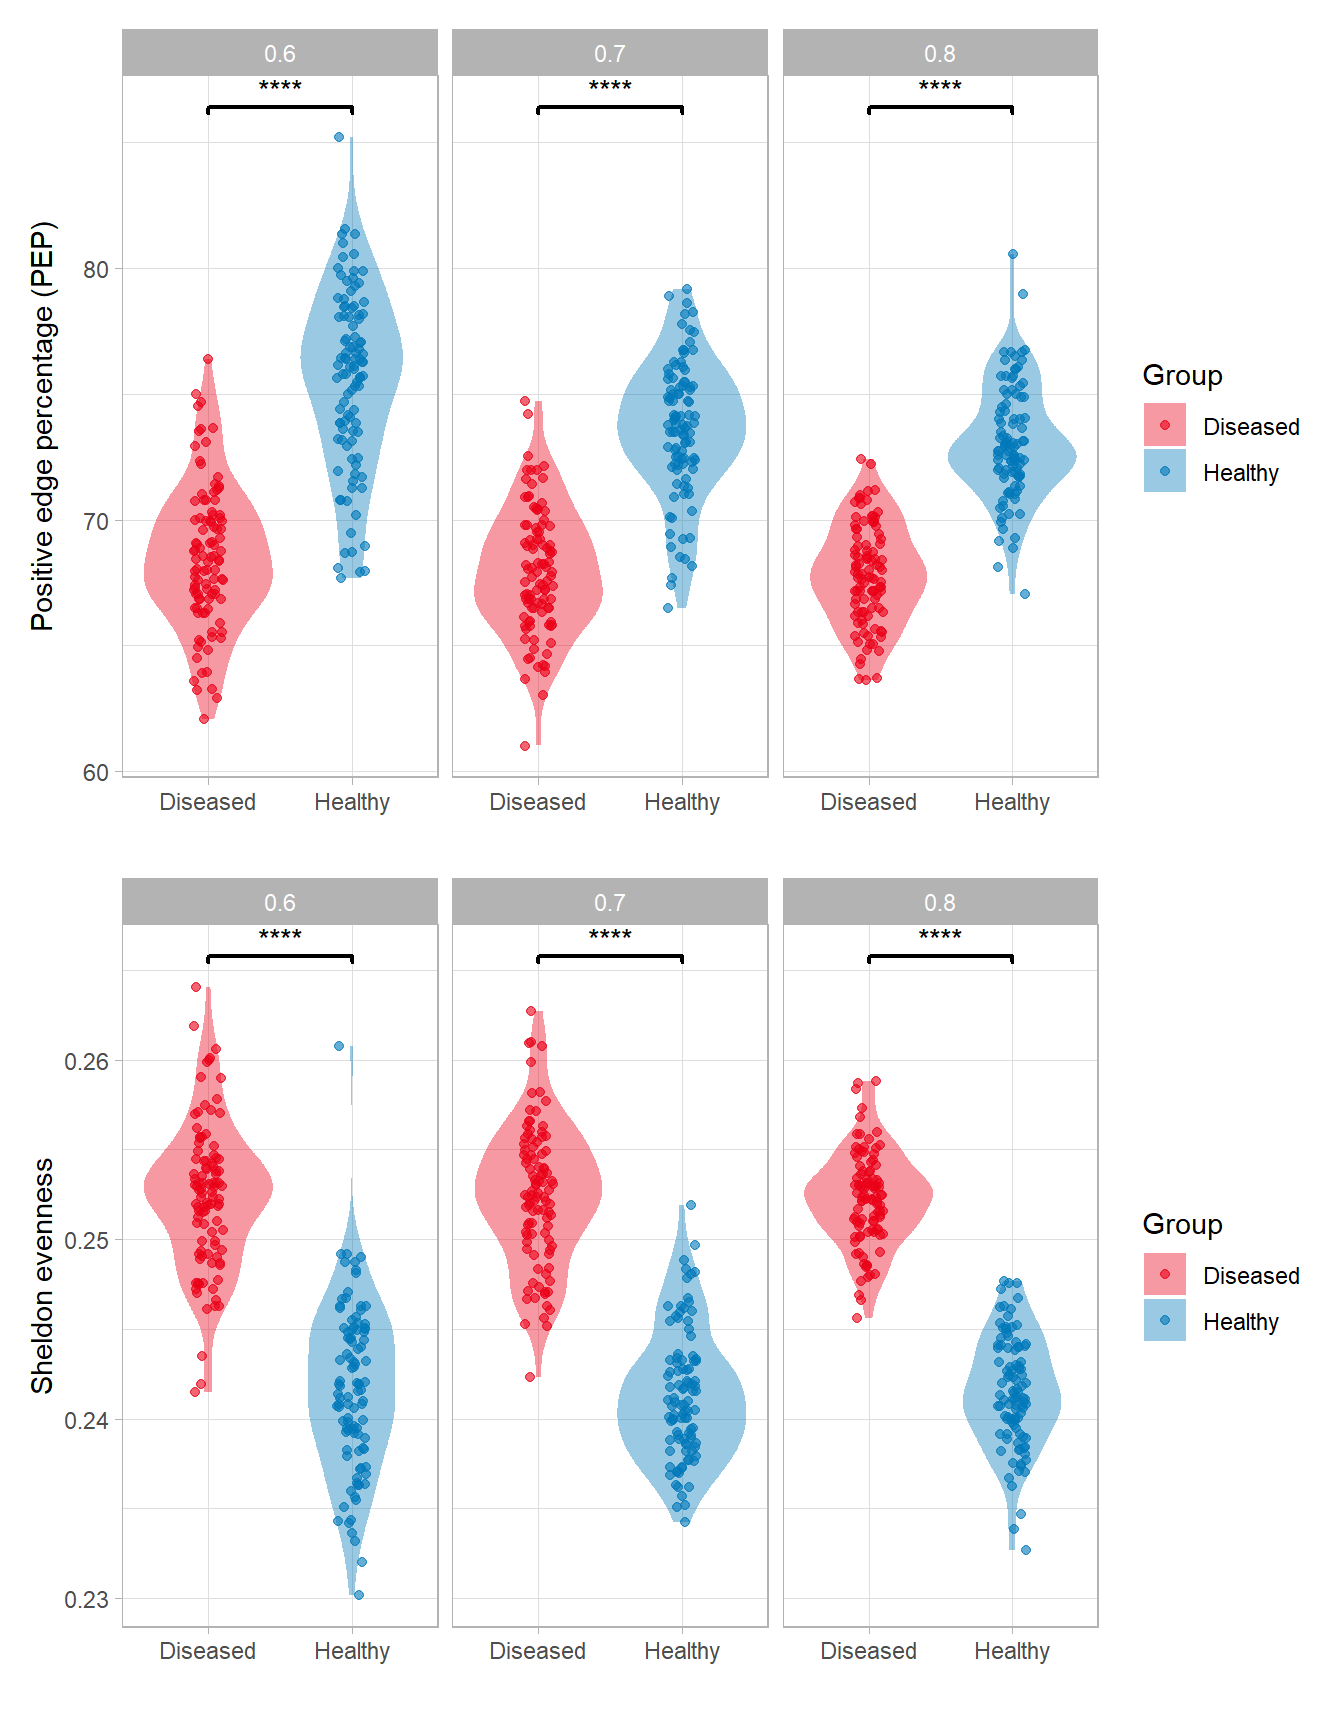 0.6 0.7 0.8
**** **** ****
Positive edge percentage (PEP)
80
70
60
Diseased Healthy Diseased Healthy Diseased Healthy
Group
Diseased
Healthy
0.6 0.7 0.8
**** **** ****
Sheldon evenness
0.26
0.25
0.24
0.23
Diseased Healthy Diseased Healthy Diseased Healthy
Group
Diseased
Healthy